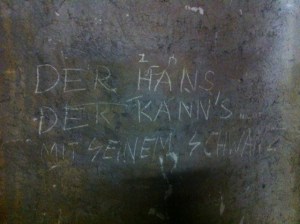 DER HANS
DER KANN'S
MIT SEINEM SCHWANZ